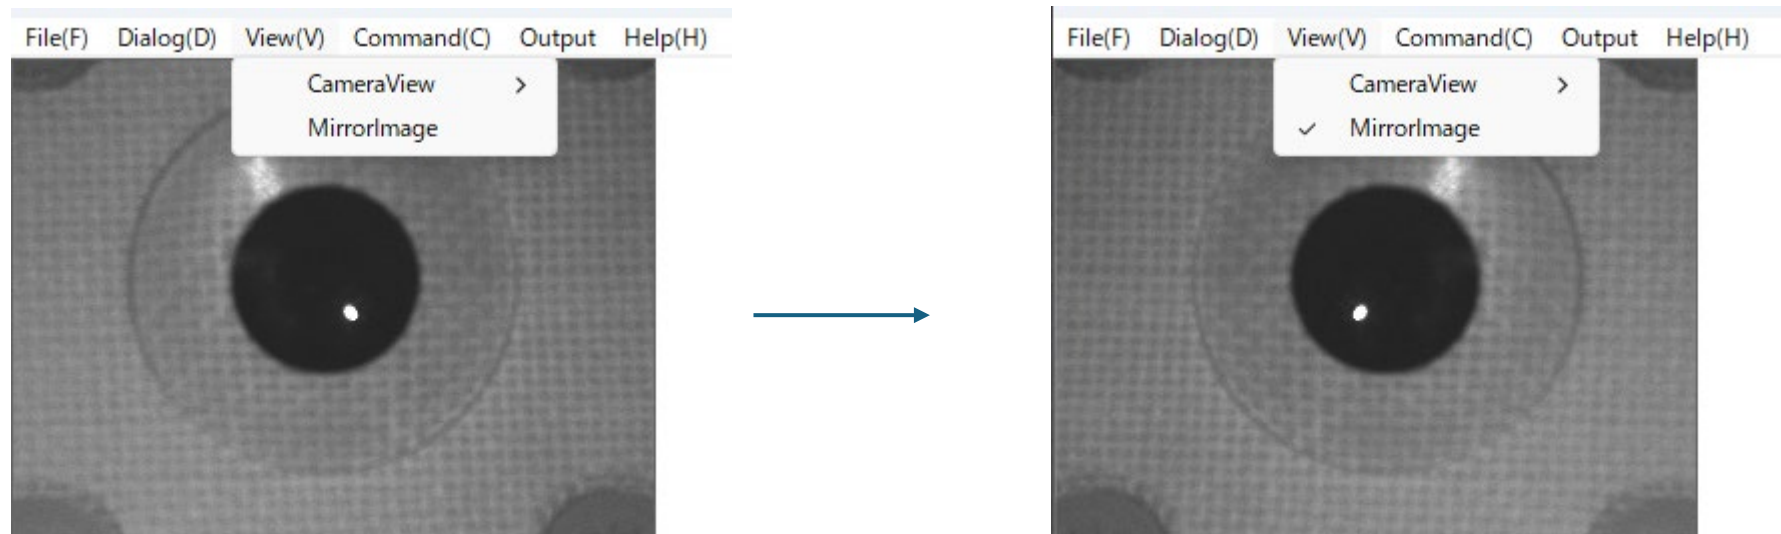 File(F) Dialog(D) View(V) Command(C) Output Help(H)
CameraView
MirrorImage
File(F) Dialog(D) View(V) Command(C) Output Help(H)
CameraView
MirrorImage